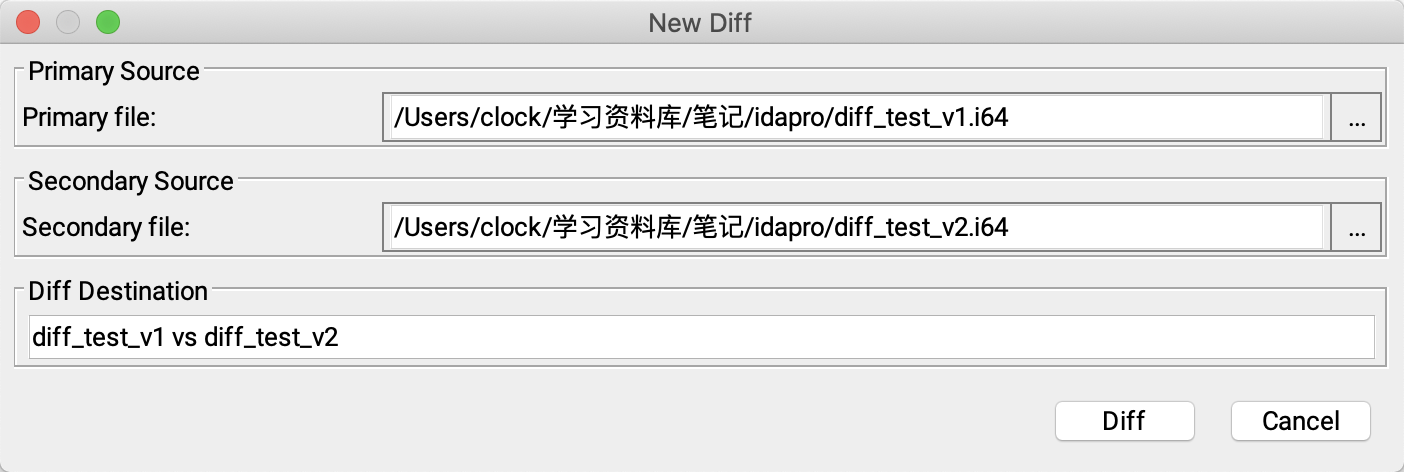 New Diff
Primary Source
Primary file: /Users/clock/学习资料库/笔记/idapro/diff_test_v1.i64 ...
Secondary Source
Secondary file: /Users/clock/学习资料库/笔记/idapro/diff_test_v2.i64 ...
Diff Destination
diff_test_v1 vs diff_test_v2
Diff Cancel